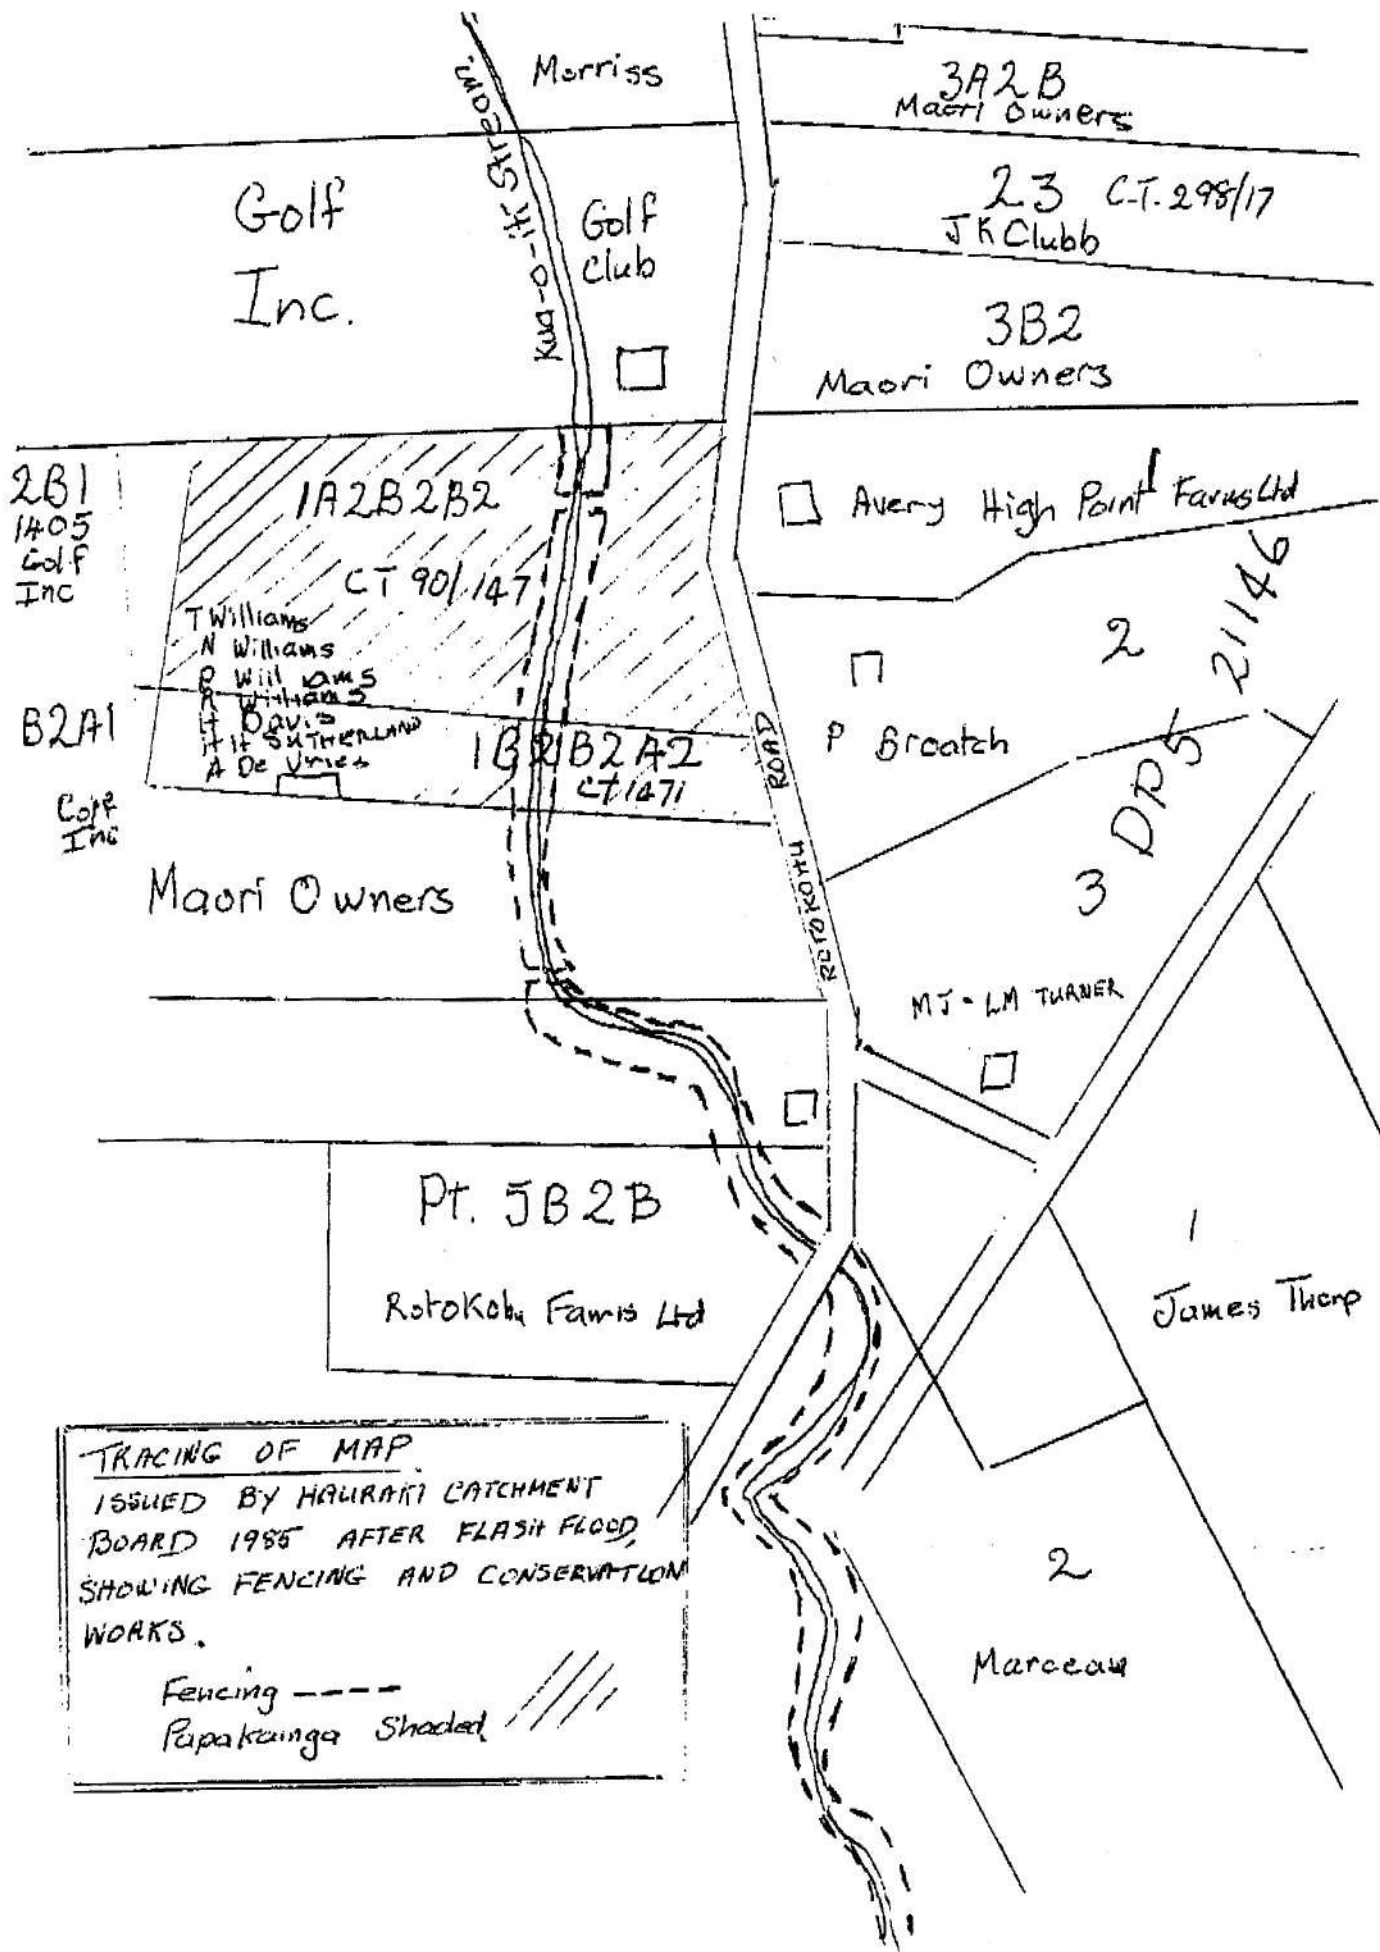 Morriss
3A2B
Maori Owners
Kua-o-iti Stream.
Golf
Inc.
Golf
Club
23 C.T. 298/17
JK Clubb
3B2
Maori Owners
2B1
1405
Golf
Inc
1A2B2B2
CT 90/147
Avery High Point Farms Ltd
T Williams
N Williams
P Williams
R Williams
H Davis
H H SUTHERLAND
A De Vries
B2A1
Golf
Inc
B2A2
CT 1471
ROTOKOHU ROAD
2
P Broatch
3 DPS 21146
Maori Owners
MJ - LM TURNER
Pt. 5B2B
Rotokohu Farms Ltd
1
James Thorp
2
Marceau
TRACING OF MAP
ISSUED BY HAURAKI CATCHMENT
BOARD 1985 AFTER FLASH FLOOD,
SHOWING FENCING AND CONSERVATION
WORKS.
Fencing ----
Papakainga Shaded